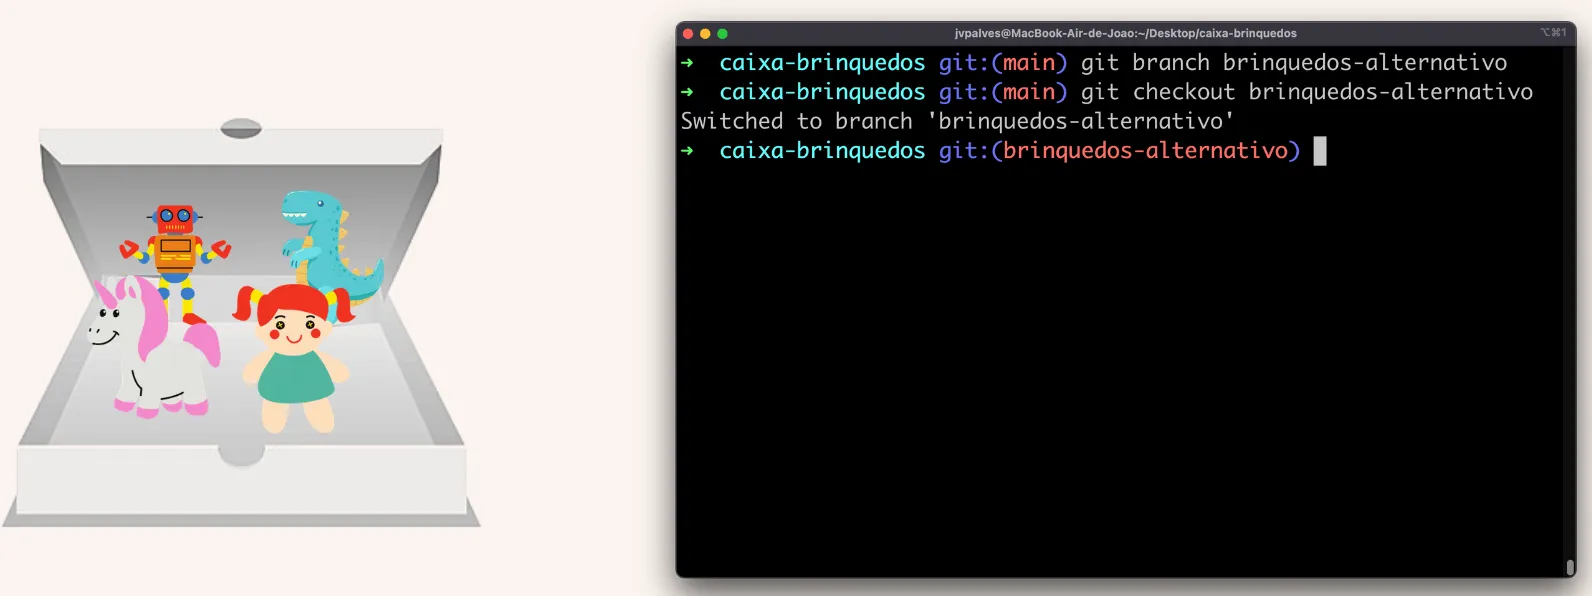 jvpalves@MacBook-Air-de-Joao:~/Desktop/caixa-brinquedos
⌥⌘1
➜ caixa-brinquedos git:(main) git branch brinquedos-alternativo
➜ caixa-brinquedos git:(main) git checkout brinquedos-alternativo
Switched to branch 'brinquedos-alternativo'
➜ caixa-brinquedos git:(brinquedos-alternativo)